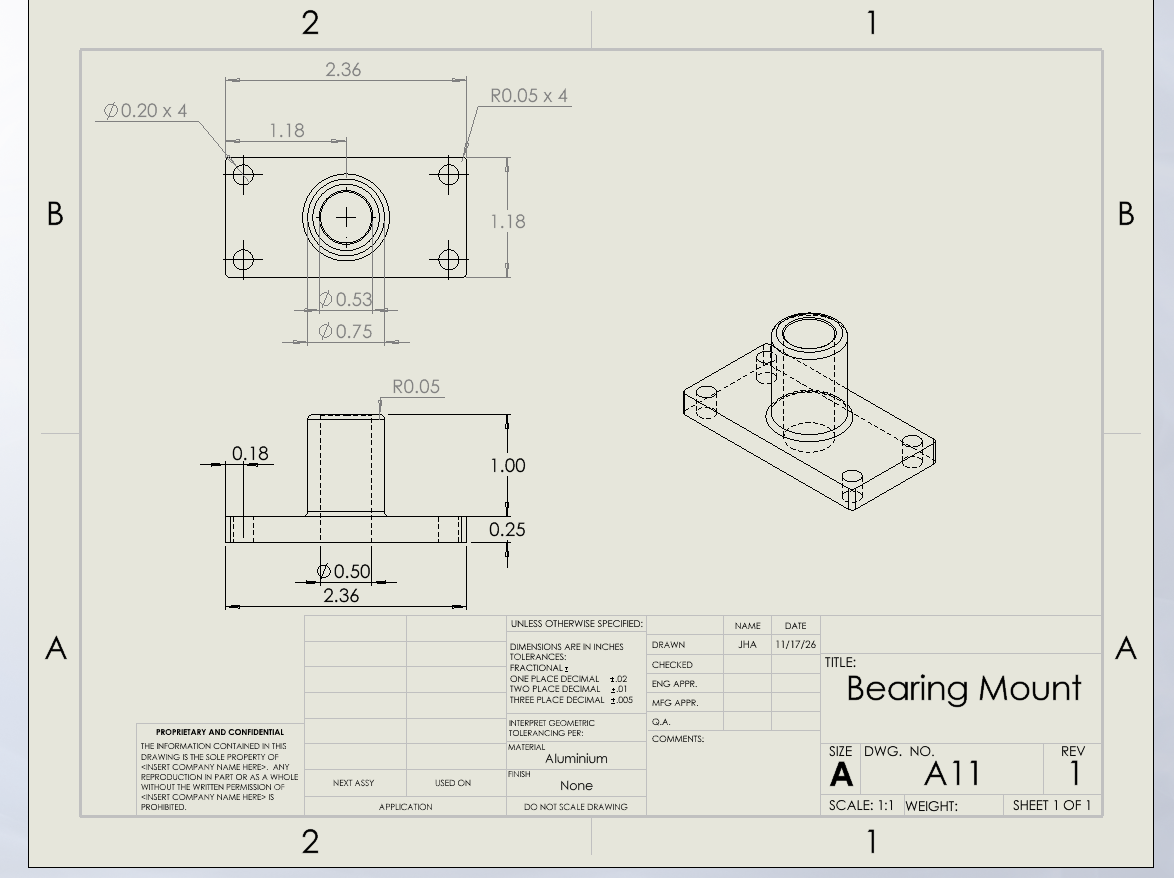 2
1
2.36
R0.05 x 4
∅0.20 x 4
1.18
B
B
1.18
∅0.53
∅0.75
R0.05
0.18
1.00
0.25
∅0.50
2.36
A
A
UNLESS OTHERWISE SPECIFIED:
DIMENSIONS ARE IN INCHES
TOLERANCES:
FRACTIONAL ±
ONE PLACE DECIMAL ±.02
TWO PLACE DECIMAL ±.01
THREE PLACE DECIMAL ±.005
INTERPRET GEOMETRIC
TOLERANCING PER:
MATERIAL
Aluminium
FINISH
None
DO NOT SCALE DRAWING
NAME DATE
DRAWN JHA 11/17/26
CHECKED
ENG APPR.
MFG APPR.
Q.A.
COMMENTS:
TITLE:
Bearing Mount
SIZE DWG. NO. REV
A A11 1
SCALE: 1:1 WEIGHT: SHEET 1 OF 1
PROPRIETARY AND CONFIDENTIAL
THE INFORMATION CONTAINED IN THIS
DRAWING IS THE SOLE PROPERTY OF
<INSERT COMPANY NAME HERE>. ANY
REPRODUCTION IN PART OR AS A WHOLE
WITHOUT THE WRITTEN PERMISSION OF
<INSERT COMPANY NAME HERE> IS
PROHIBITED.
NEXT ASSY USED ON
APPLICATION
2
1